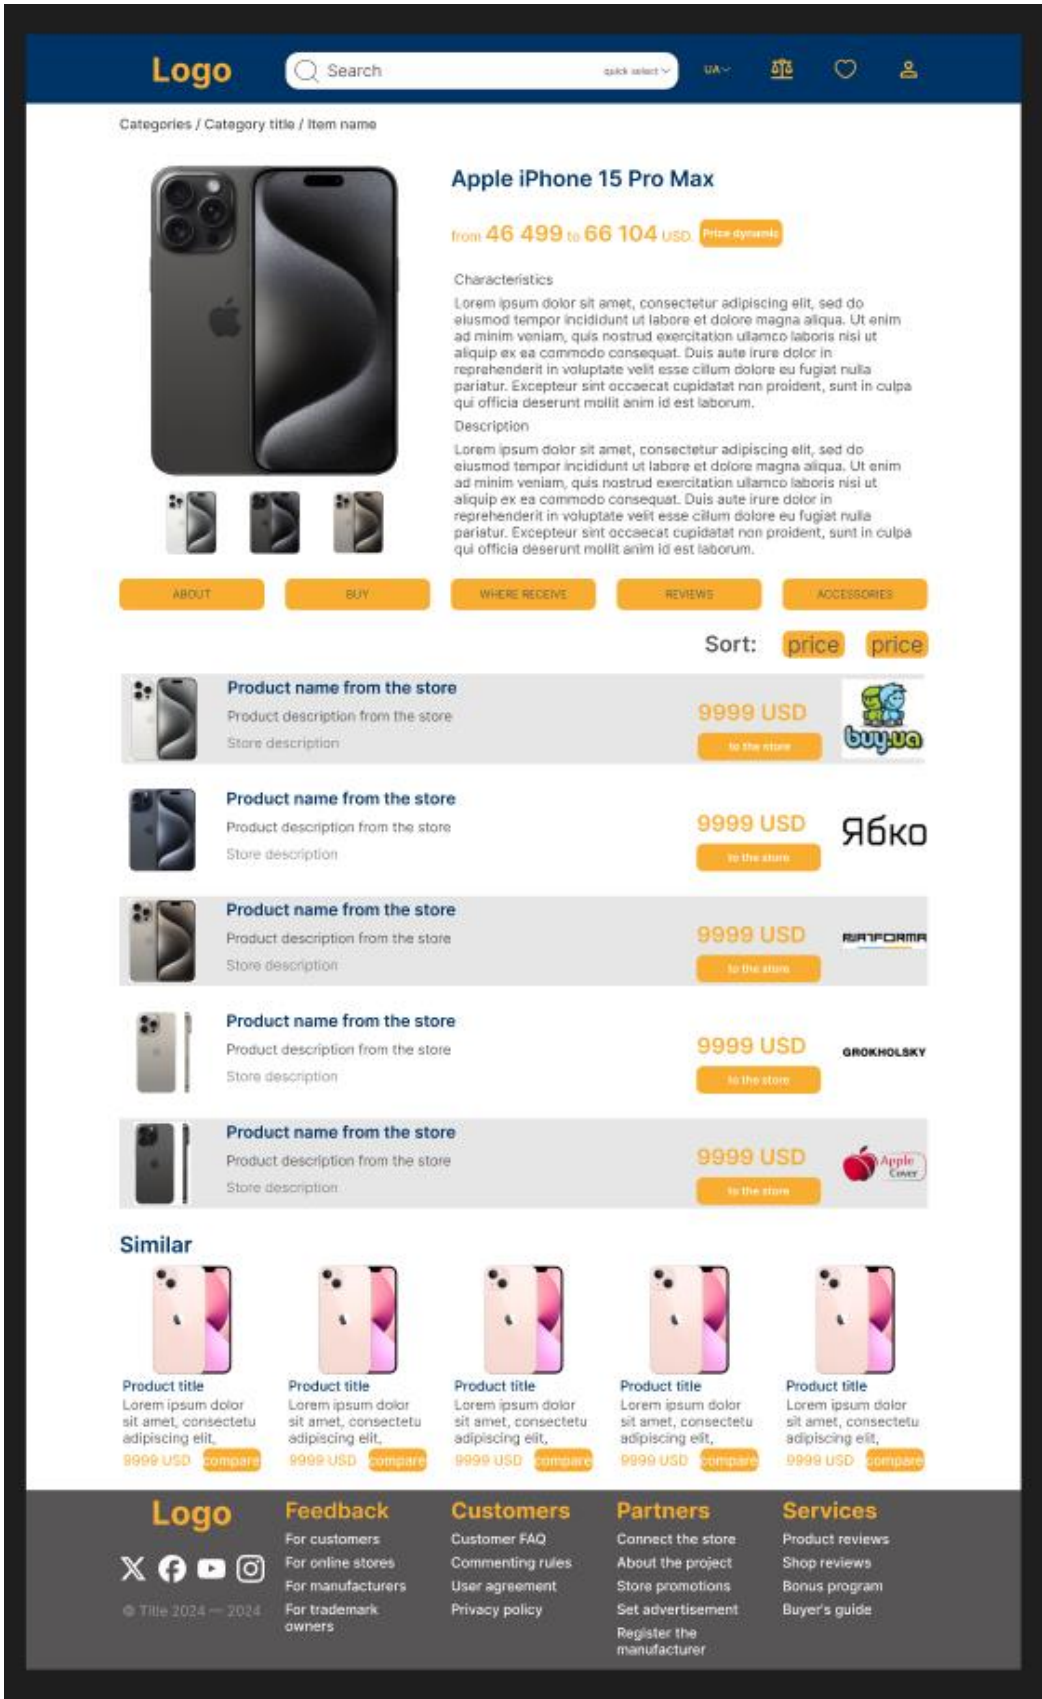 Logo
Search
quick select
UA
Categories / Category title / Item name
Apple iPhone 15 Pro Max
from 46 499 to 66 104 USD.
Price dynamic
Characteristics
Lorem ipsum dolor sit amet, consectetur adipiscing elit, sed do
eiusmod tempor incididunt ut labore et dolore magna aliqua. Ut enim
ad minim veniam, quis nostrud exercitation ullamco laboris nisi ut
aliquip ex ea commodo consequat. Duis aute irure dolor in
reprehenderit in voluptate velit esse cillum dolore eu fugiat nulla
pariatur. Excepteur sint occaecat cupidatat non proident, sunt in culpa
qui officia deserunt mollit anim id est laborum.
Description
Lorem ipsum dolor sit amet, consectetur adipiscing elit, sed do
eiusmod tempor incididunt ut labore et dolore magna aliqua. Ut enim
ad minim veniam, quis nostrud exercitation ullamco laboris nisi ut
aliquip ex ea commodo consequat. Duis aute irure dolor in
reprehenderit in voluptate velit esse cillum dolore eu fugiat nulla
pariatur. Excepteur sint occaecat cupidatat non proident, sunt in culpa
qui officia deserunt mollit anim id est laborum.
ABOUT
BUY
WHERE RECEIVE
REVIEWS
ACCESSORIES
Sort: price price
Product name from the store
Product description from the store
Store description
9999 USD
to the store
buy.ua
Product name from the store
Product description from the store
Store description
9999 USD
to the store
Ябко
Product name from the store
Product description from the store
Store description
9999 USD
to the store
Product name from the store
Product description from the store
Store description
9999 USD
to the store
GROKHOLSKY
Product name from the store
Product description from the store
Store description
9999 USD
to the store
Apple
Cover
Similar
Product title
Lorem ipsum dolor
sit amet, consectetu
adipiscing elit,
9999 USD compare
Product title
Lorem ipsum dolor
sit amet, consectetu
adipiscing elit,
9999 USD compare
Product title
Lorem ipsum dolor
sit amet, consectetu
adipiscing elit,
9999 USD compare
Product title
Lorem ipsum dolor
sit amet, consectetu
adipiscing elit,
9999 USD compare
Product title
Lorem ipsum dolor
sit amet, consectetu
adipiscing elit,
9999 USD compare
Logo
© Title 2024 — 2024
Feedback
For customers
For online stores
For manufacturers
For trademark
owners
Customers
Customer FAQ
Commenting rules
User agreement
Privacy policy
Partners
Connect the store
About the project
Store promotions
Set advertisement
Register the
manufacturer
Services
Product reviews
Shop reviews
Bonus program
Buyer's guide